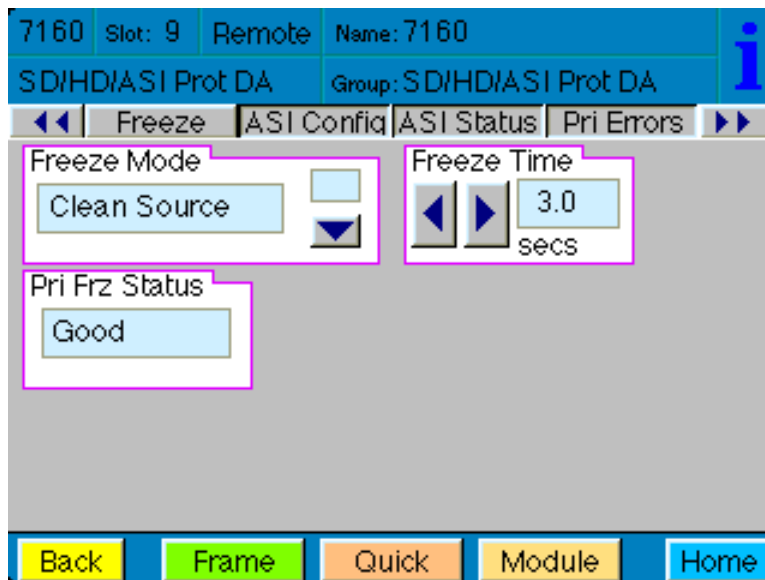 7160 Slot: 9 Remote Name: 7160
SD/HD/ASI Prot DA Group: SD/HD/ASI Prot DA
i
Freeze ASI Config ASI Status Pri Errors
Freeze Mode
Clean Source
Freeze Time
3.0
secs
Pri Frz Status
Good
Back Frame Quick Module Home